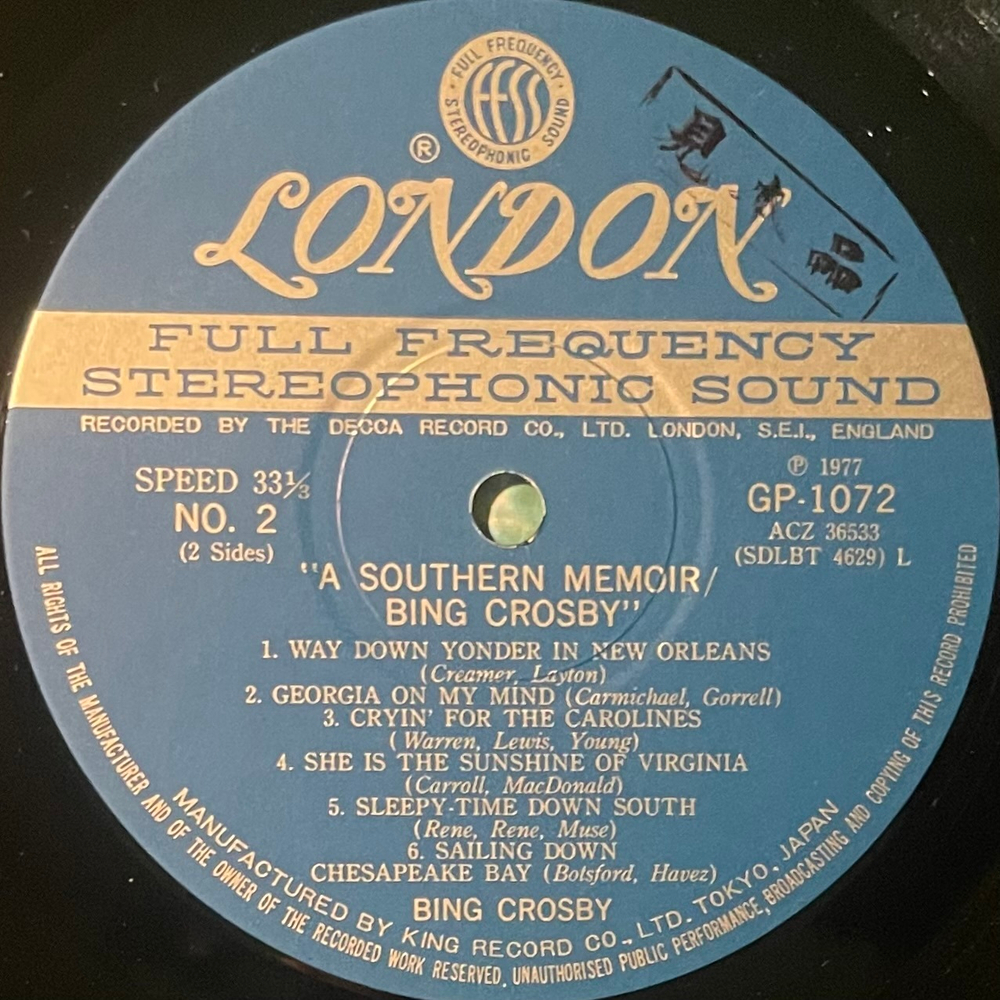 FULL FREQUENCY STEREOPHONIC SOUND
FFSS
見本品
®
LONDON
FULL FREQUENCY
STEREOPHONIC SOUND
RECORDED BY THE DECCA RECORD CO., LTD. LONDON, S.E.I., ENGLAND
SPEED 33⅓
NO. 2
(2 Sides)
℗ 1977
GP-1072
ACZ 36533
(SDLBT 4629) L
"A SOUTHERN MEMOIR/
BING CROSBY"
1. WAY DOWN YONDER IN NEW ORLEANS
(Creamer, Layton)
2. GEORGIA ON MY MIND (Carmichael, Gorrell)
3. CRYIN' FOR THE CAROLINES
(Warren, Lewis, Young)
4. SHE IS THE SUNSHINE OF VIRGINIA
(Carroll, MacDonald)
5. SLEEPY-TIME DOWN SOUTH
(Rene, Rene, Muse)
6. SAILING DOWN
CHESAPEAKE BAY (Botsford, Havez)
BING CROSBY
MANUFACTURED BY KING RECORD CO., LTD. TOKYO, JAPAN
ALL RIGHTS OF THE MANUFACTURER AND OF THE OWNER OF THE RECORDED WORK RESERVED, UNAUTHORISED PUBLIC PERFORMANCE, BROADCASTING AND COPYING OF THIS RECORD PROHIBITED